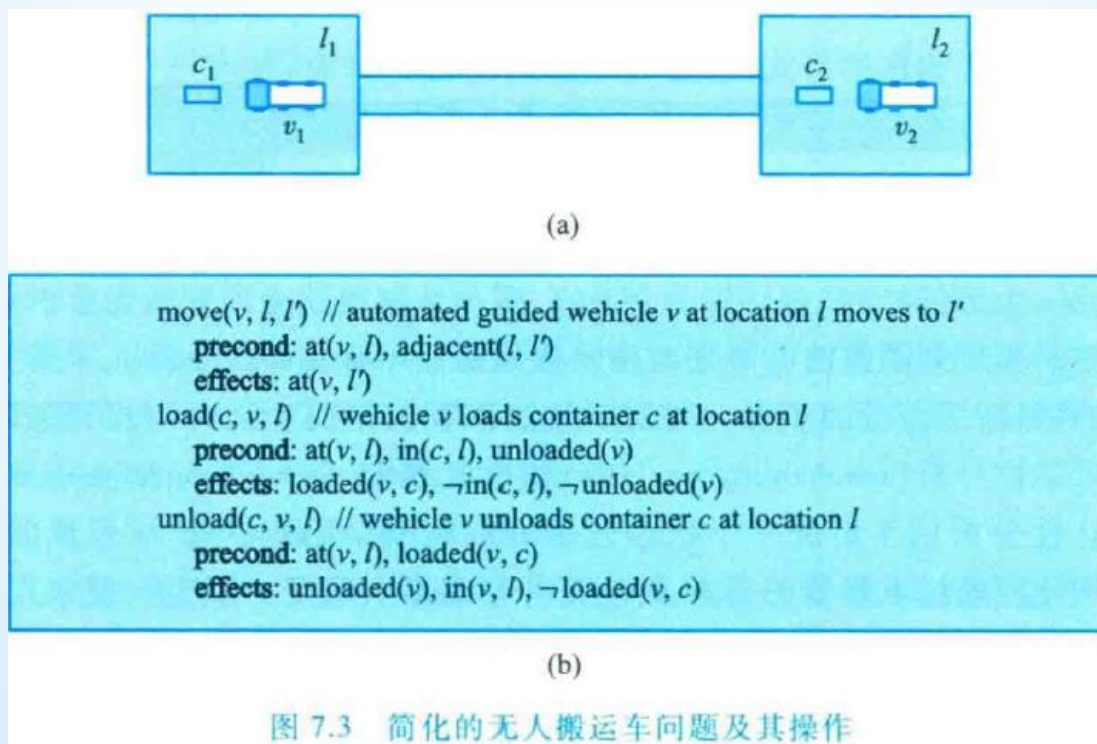 l₁
c₁
v₁
l₂
c₂
v₂
(a)
move(v, l, l′) // automated guided wehicle v at location l moves to l′
precond: at(v, l), adjacent(l, l′)
effects: at(v, l′)
load(c, v, l) // wehicle v loads container c at location l
precond: at(v, l), in(c, l), unloaded(v)
effects: loaded(v, c), ¬in(c, l), ¬unloaded(v)
unload(c, v, l) // wehicle v unloads container c at location l
precond: at(v, l), loaded(v, c)
effects: unloaded(v), in(v, l), ¬loaded(v, c)
(b)
图 7.3 简化的无人搬运车问题及其操作